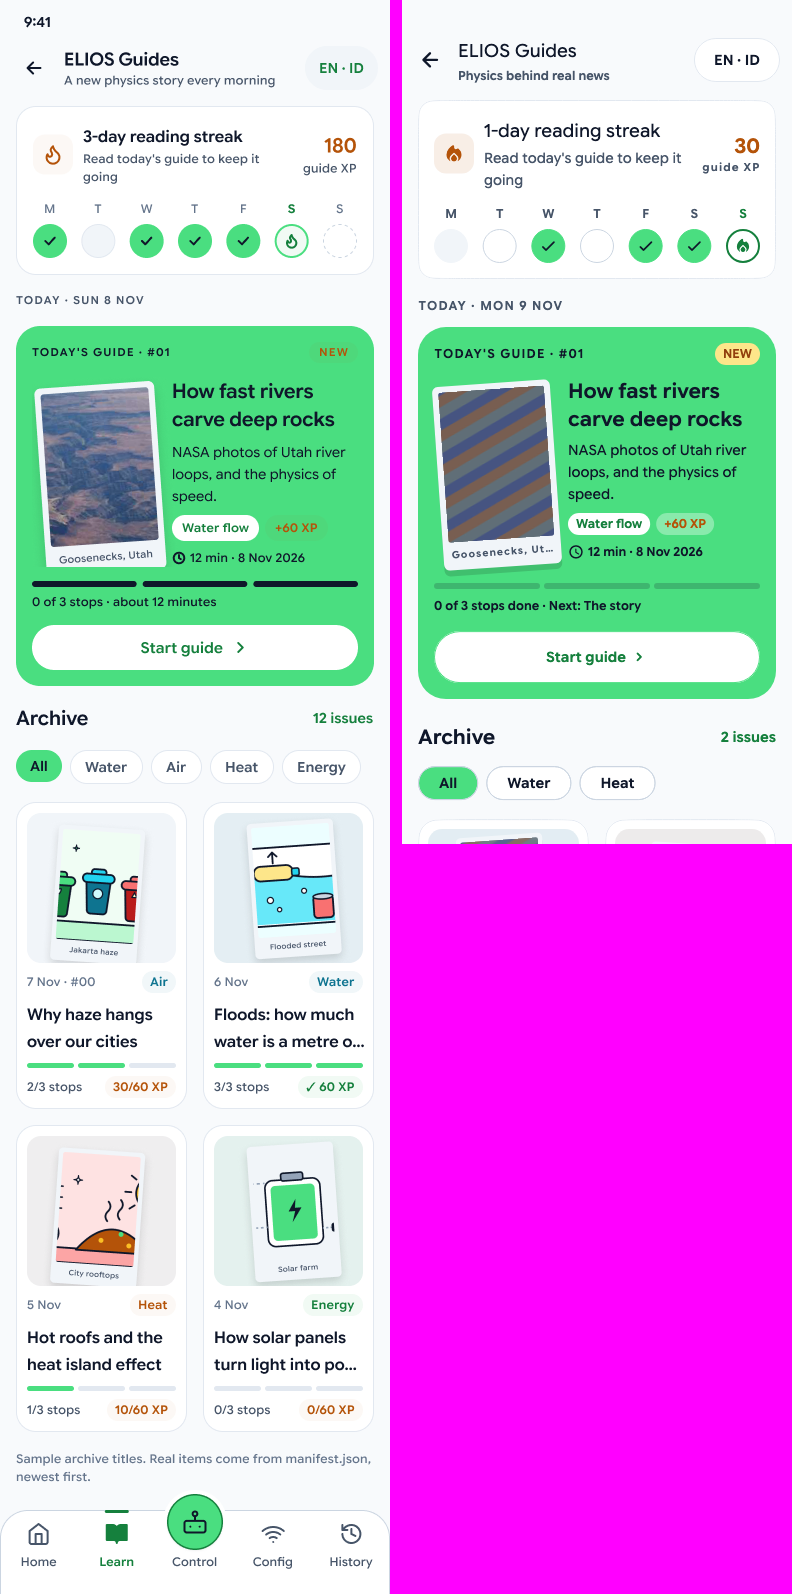 9:41
ELIOS Guides
A new physics story every morning
EN · ID
3-day reading streak
Read today's guide to keep it
going
180
guide XP
M T W T F S S
TODAY · SUN 8 NOV
TODAY'S GUIDE · #01
NEW
How fast rivers
carve deep rocks
NASA photos of Utah river
loops, and the physics of
speed.
Goosenecks, Utah
Water flow
+60 XP
12 min · 8 Nov 2026
0 of 3 stops · about 12 minutes
Start guide
Archive
12 issues
All
Water
Air
Heat
Energy
Jakarta haze
7 Nov · #00
Air
Why haze hangs
over our cities
2/3 stops
30/60 XP
Flooded street
6 Nov
Water
Floods: how much
water is a metre o...
3/3 stops
✓ 60 XP
City rooftops
5 Nov
Heat
Hot roofs and the
heat island effect
1/3 stops
10/60 XP
Solar farm
4 Nov
Energy
How solar panels
turn light into po...
0/3 stops
0/60 XP
Sample archive titles. Real items come from manifest.json,
newest first.
Home
Learn
Control
Config
History
ELIOS Guides
Physics behind real news
EN · ID
1-day reading streak
Read today's guide to keep it
going
30
guide XP
M T W T F S S
TODAY · MON 9 NOV
TODAY'S GUIDE · #01
NEW
How fast rivers
carve deep rocks
NASA photos of Utah river
loops, and the physics of
speed.
Goosenecks, Ut...
Water flow
+60 XP
12 min · 8 Nov 2026
0 of 3 stops done · Next: The story
Start guide
Archive
2 issues
All
Water
Heat